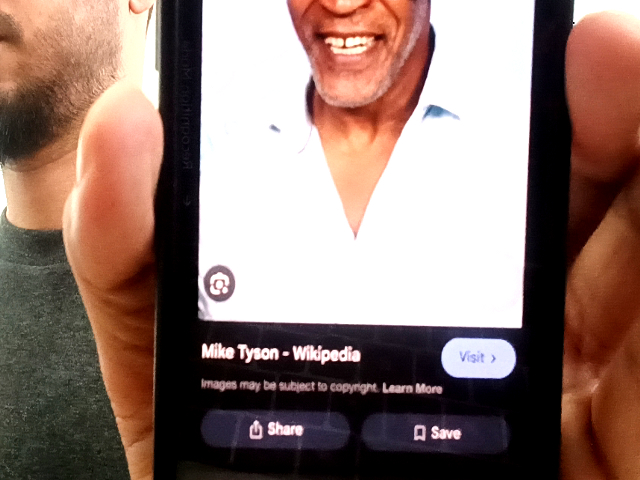 Mike Tyson - Wikipedia
Visit >
Images may be subject to copyright. Learn More
Share
Save